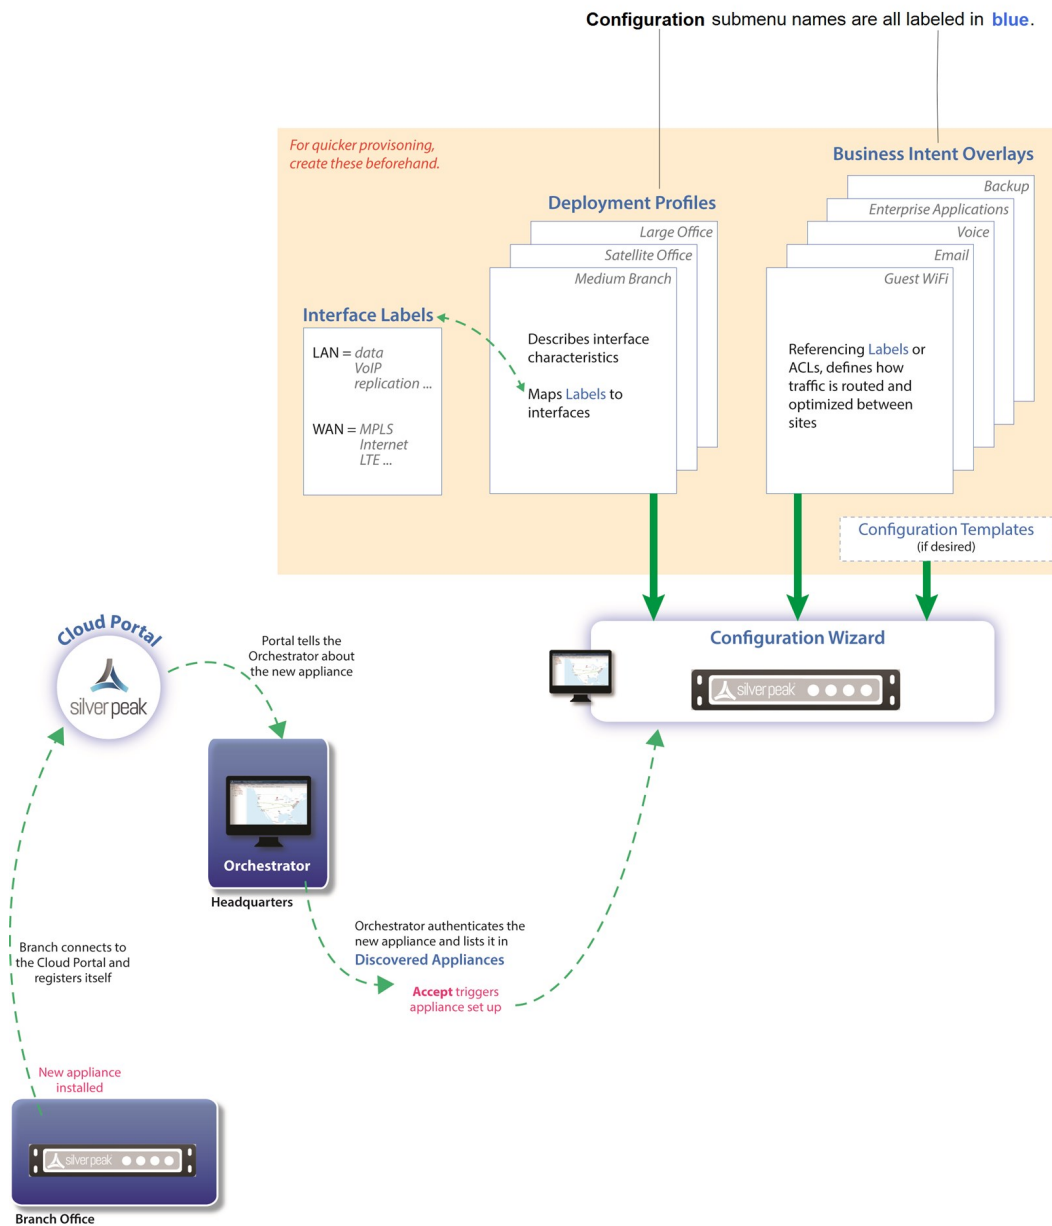 Configuration submenu names are all labeled in blue.
For quicker provisoning,
create these beforehand.
Business Intent Overlays
Backup
Enterprise Applications
Voice
Email
Guest WiFi
Referencing Labels or
ACLs, defines how
traffic is routed and
optimized between
sites
Deployment Profiles
Large Office
Satellite Office
Medium Branch
Describes interface
characteristics
Maps Labels to
interfaces
Interface Labels
LAN = data
VoIP
replication ...
WAN = MPLS
Internet
LTE ...
Configuration Templates
(if desired)
Configuration Wizard
silver peak
Cloud Portal
silver peak
Portal tells the
Orchestrator about
the new appliance
Orchestrator
Headquarters
Orchestrator authenticates the
new appliance and lists it in
Discovered Appliances
Accept triggers
appliance set up
Branch connects to
the Cloud Portal and
registers itself
New appliance
installed
silver peak
Branch Office